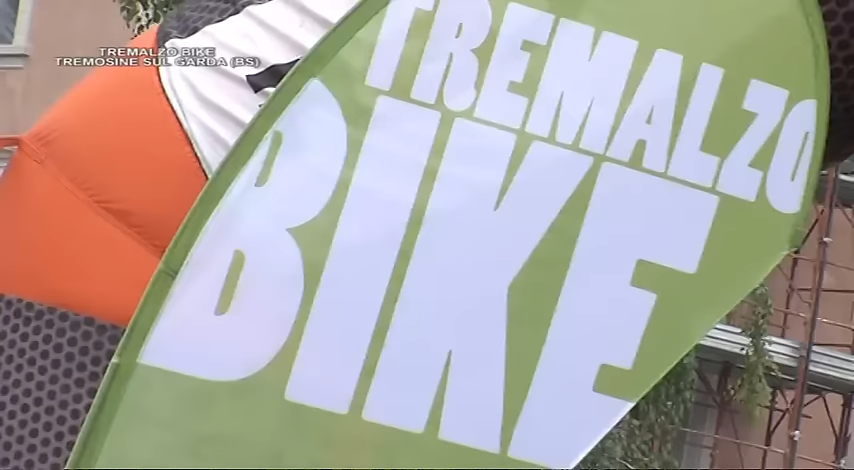 TREMALZO BIKE
TREMOSINE SUL GARDA (BS)
TREMALZO
BIKE